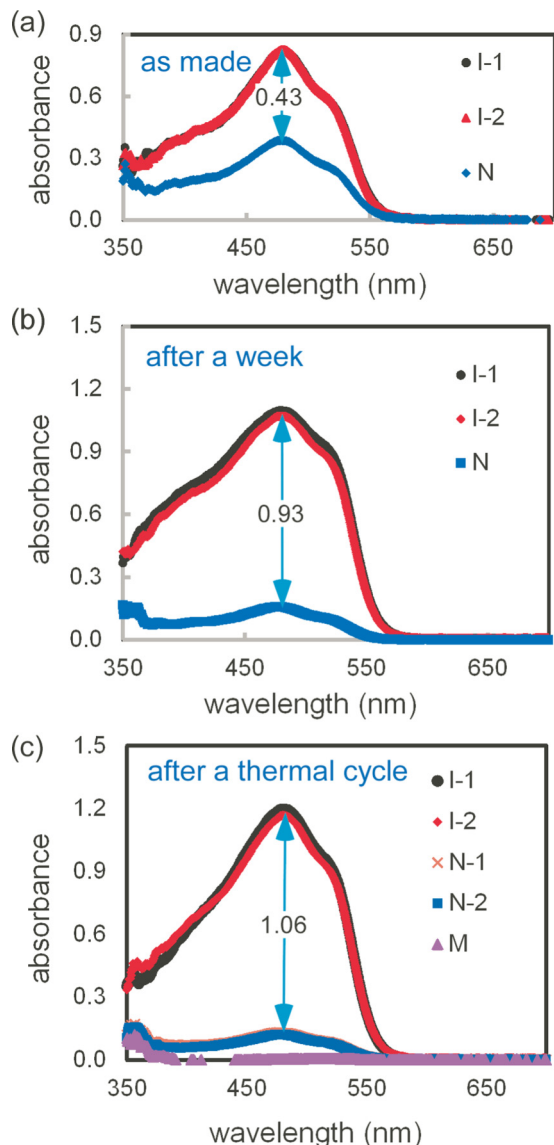 (a)
0.9
as made
I-1
0.6
0.43
I-2
0.3
N
0.0
350 450 550 650
absorbance
wavelength (nm)
(b)
1.5
after a week
I-1
1.2
I-2
0.9
N
0.93
0.6
0.3
0.0
350 450 550 650
absorbance
wavelength (nm)
(c)
1.5
after a thermal cycle
I-1
1.2
I-2
N-1
0.9
N-2
1.06
M
0.6
0.3
0.0
350 450 550 650
absorbance
wavelength (nm)